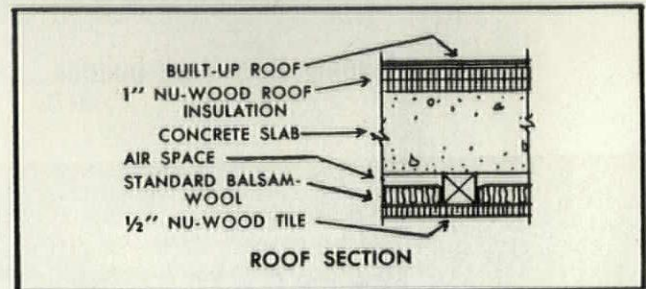 BUILT-UP ROOF
1" NU-WOOD ROOF
INSULATION
CONCRETE SLAB
AIR SPACE
STANDARD BALSAM-
WOOL
½" NU-WOOD TILE
ROOF SECTION